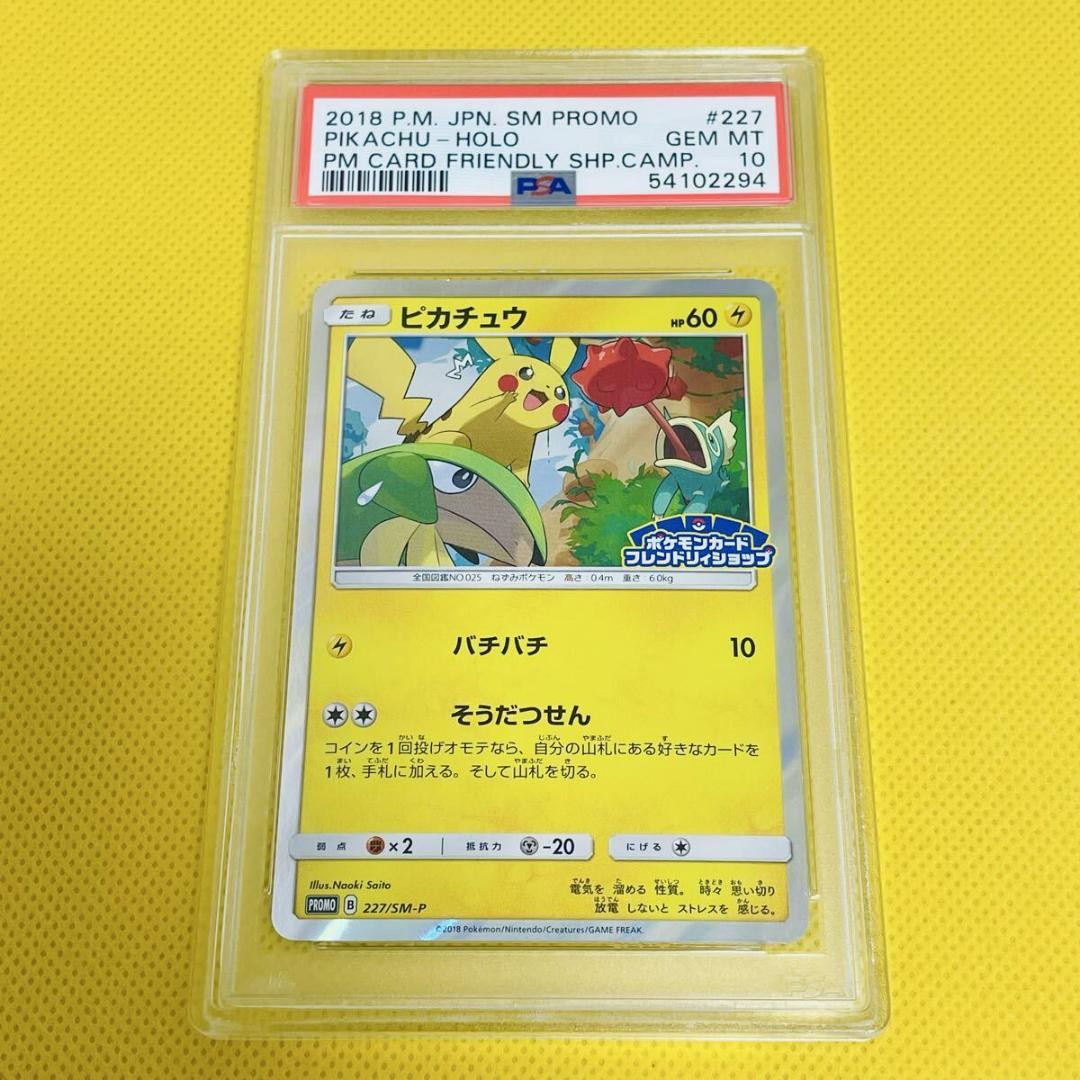 2018 P.M. JPN. SM PROMO #227
PIKACHU - HOLO GEM MT
PM CARD FRIENDLY SHP.CAMP. 10
PSA 54102294
たね ピカチュウ HP60
ポケモンカード
フレンドリィショップ
全国図鑑NO.025 ねずみポケモン 高さ:0.4m 重さ:6.0kg
バチバチ 10
そうだつせん
コインを1回投げオモテなら、自分の山札にある好きなカードを
1枚、手札に加える。そして山札を切る。
弱点 ×2 抵抗力 -20 にげる
Illus.Naoki Saito
電気を 溜める 性質。 時々 思い切り
放電 しないと ストレスを 感じる。
PROMO B 227/SM-P
©2018 Pokémon/Nintendo/Creatures/GAME FREAK.